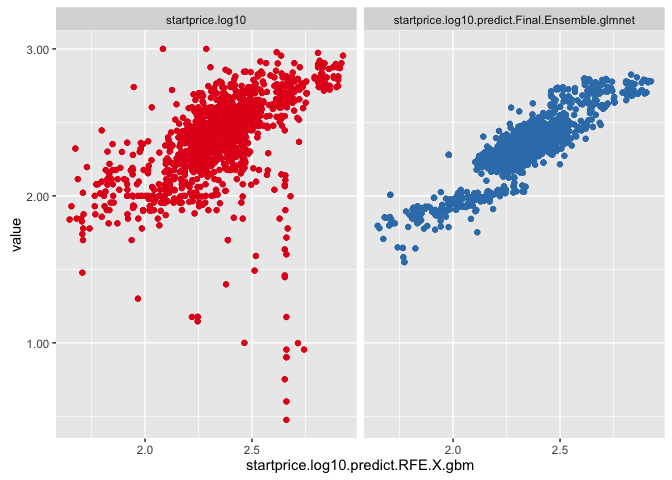 startprice.log10
startprice.log10.predict.Final.Ensemble.glmnet
3.00
2.00
1.00
value
2.0
2.5
2.0
2.5
startprice.log10.predict.RFE.X.gbm